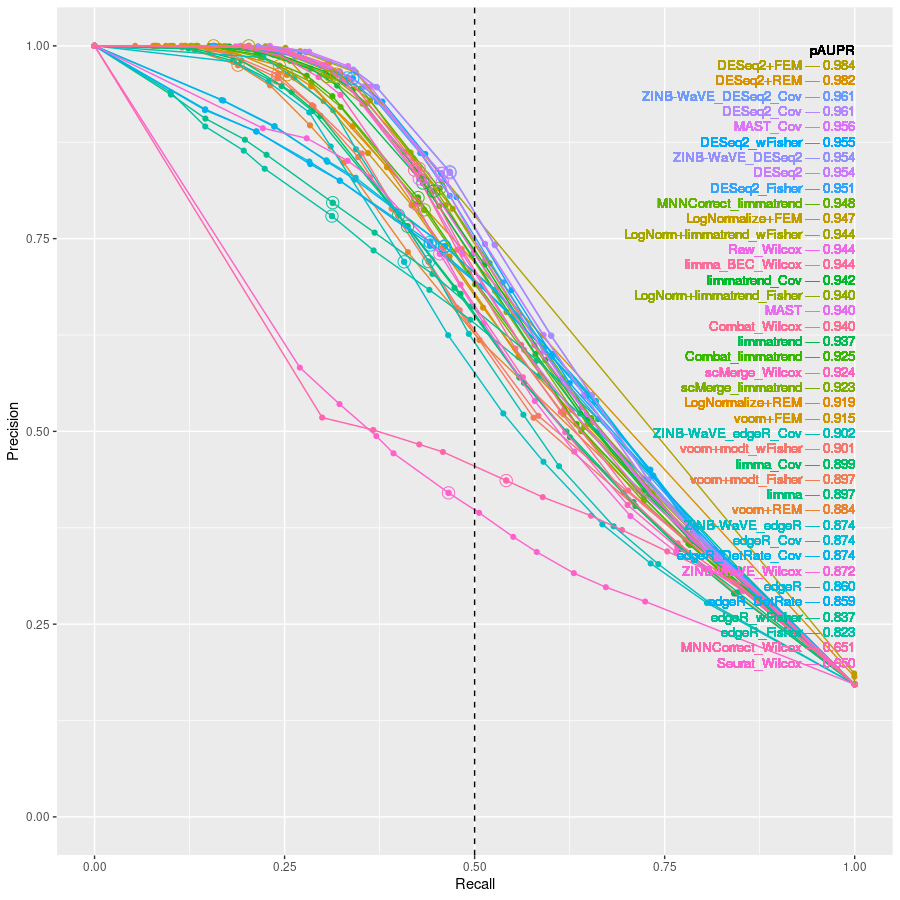 pAUPR
DESeq2+FEM — 0.984
DESeq2+REM — 0.982
ZINB-WaVE_DESeq2_Cov — 0.961
DESeq2_Cov — 0.961
MAST_Cov — 0.956
DESeq2_wFisher — 0.955
ZINB-WaVE_DESeq2 — 0.954
DESeq2 — 0.954
DESeq2_Fisher — 0.951
MNNCorrect_limmatrend — 0.948
LogNormalize+FEM — 0.947
LogNorm+limmatrend_wFisher — 0.944
Raw_Wilcox — 0.944
limma_BEC_Wilcox — 0.944
limmatrend_Cov — 0.942
LogNorm+limmatrend_Fisher — 0.940
MAST — 0.940
Combat_Wilcox — 0.940
limmatrend — 0.937
Combat_limmatrend — 0.925
scMerge_Wilcox — 0.924
scMerge_limmatrend — 0.923
LogNormalize+REM — 0.919
voom+FEM — 0.915
ZINB-WaVE_edgeR_Cov — 0.902
voom+modt_wFisher — 0.901
limma_Cov — 0.899
voom+modt_Fisher — 0.897
limma — 0.897
voom+REM — 0.884
ZINB-WaVE_edgeR — 0.874
edgeR_Cov — 0.874
edgeR_DetRate_Cov — 0.874
ZINB-WaVE_Wilcox — 0.872
edgeR — 0.860
edgeR_DetRate — 0.859
edgeR_wFisher — 0.837
edgeR_Fisher — 0.823
MNNCorrect_Wilcox — 0.651
Seurat_Wilcox — 0.650
1.00
0.75
0.50
0.25
0.00
Precision
0.00 0.25 0.50 0.75 1.00
Recall